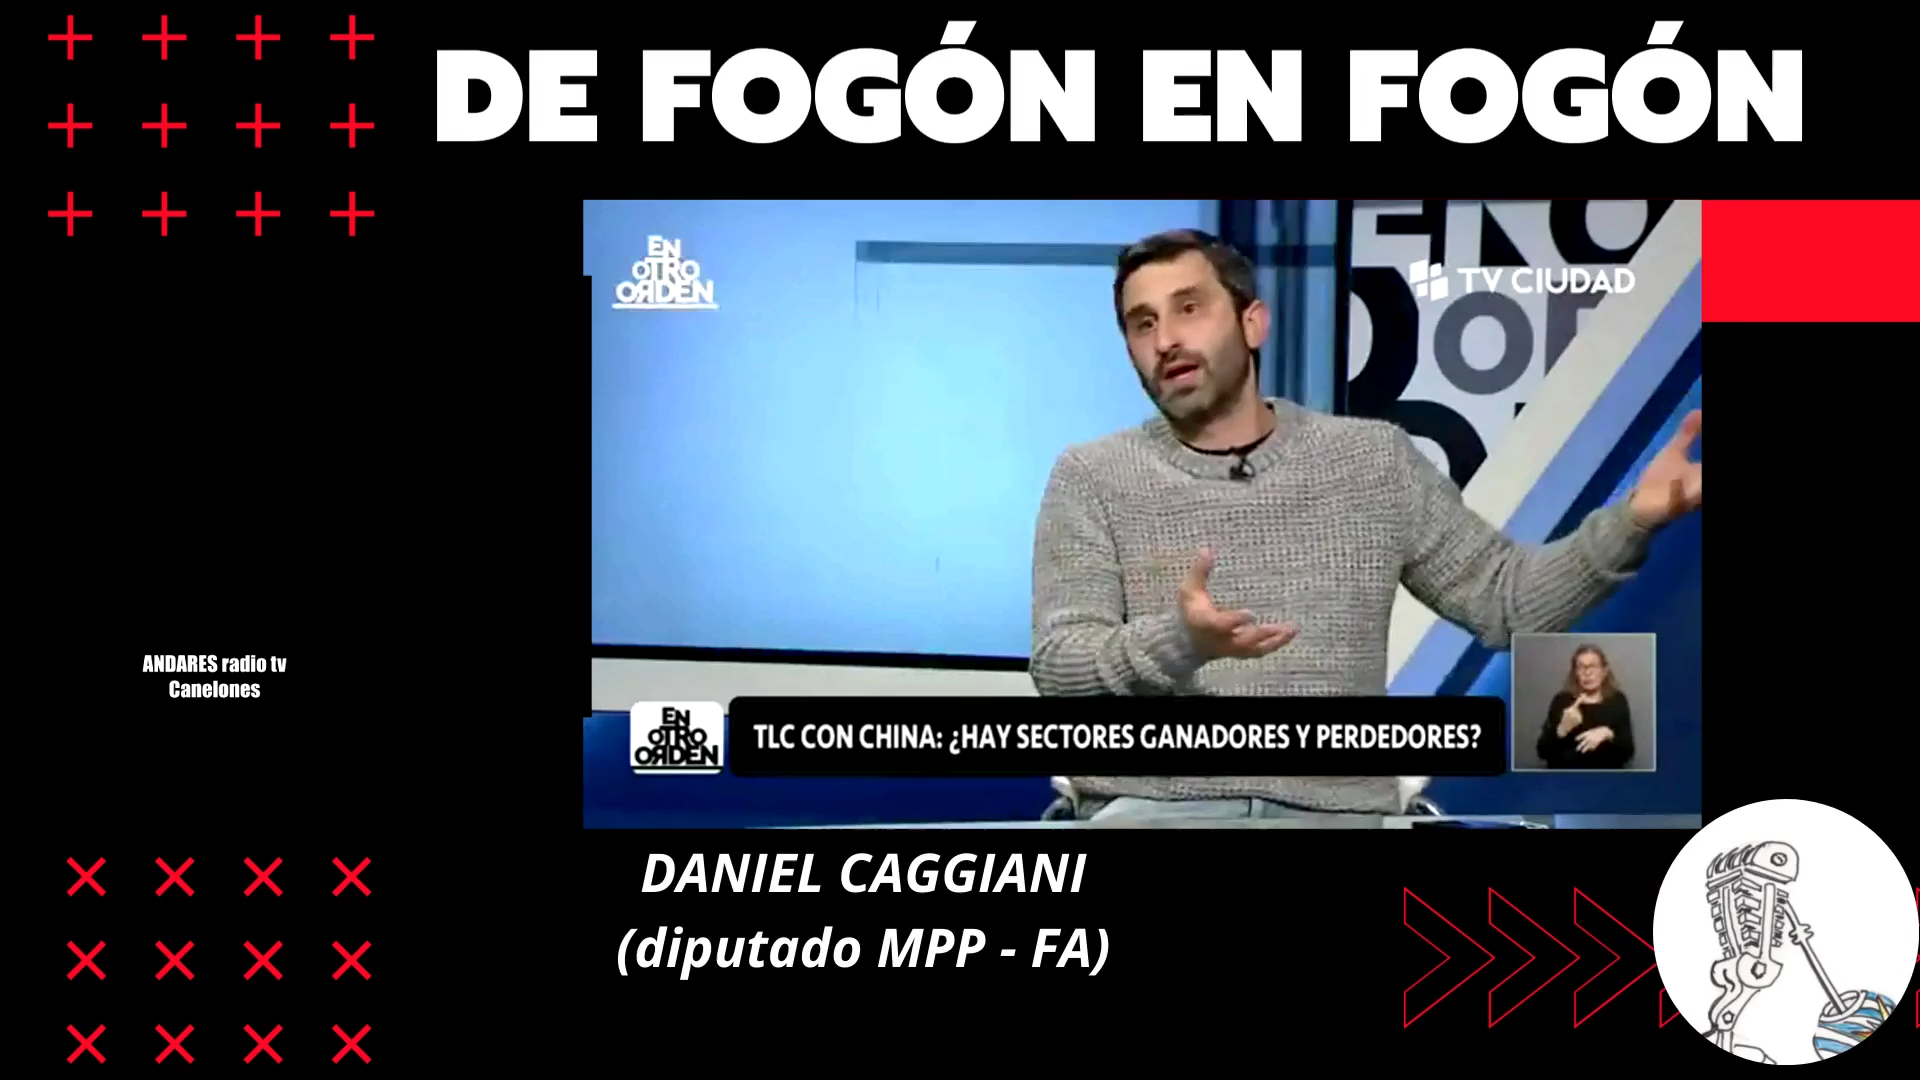 DE FOGÓN EN FOGÓN
EN
OTRO
ORDEN
TV CIUDAD
ANDARES radio tv
Canelones
EN
OTRO
ORDEN
TLC CON CHINA: ¿HAY SECTORES GANADORES Y PERDEDORES?
DANIEL CAGGIANI
(diputado MPP - FA)